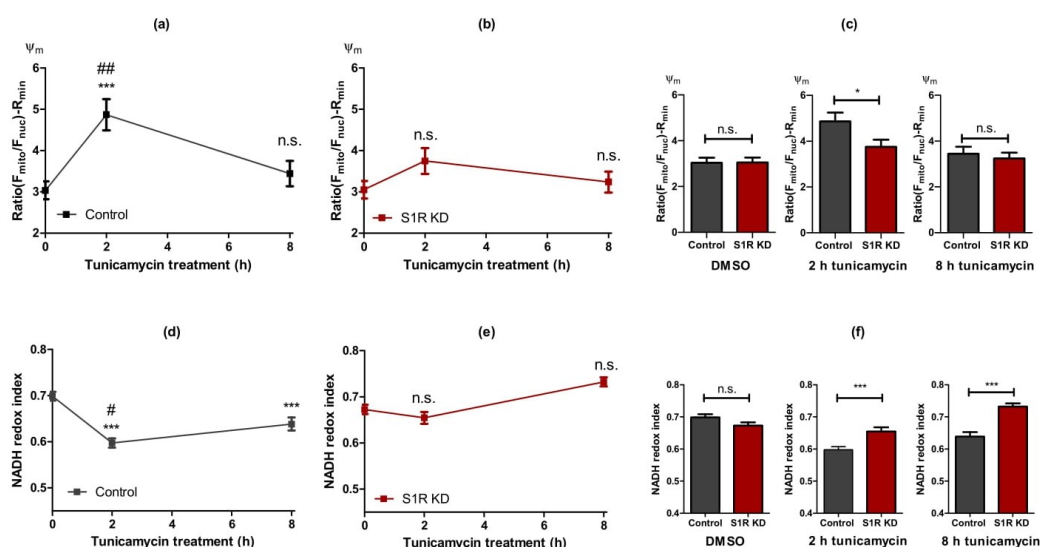 (a)
Ψm
Ratio(Fmito/Fnuc)-Rmin
6
5
4
3
2
##
***
n.s.
Control
0
2
4
6
8
Tunicamycin treatment (h)
(b)
Ψm
Ratio(Fmito/Fnuc)-Rmin
6
5
4
3
2
n.s.
n.s.
S1R KD
0
2
4
6
8
Tunicamycin treatment (h)
(c)
Ψm
Ratio(Fmito/Fnuc)-Rmin
6
4
2
0
n.s.
Control S1R KD
DMSO
Ψm
Ratio(Fmito/Fnuc)-Rmin
6
4
2
0
*
Control S1R KD
2 h tunicamycin
Ψm
Ratio(Fmito/Fnuc)-Rmin
6
4
2
0
n.s.
Control S1R KD
8 h tunicamycin
(d)
NADH redox index
0.8
0.7
0.6
0.5
#
***
***
Control
0
2
4
6
8
Tunicamycin treatment (h)
(e)
NADH redox index
0.8
0.7
0.6
0.5
n.s.
n.s.
S1R KD
0
2
4
6
8
Tunicamycin treatment (h)
(f)
NADH redox index
0.9
0.8
0.7
0.6
0.5
0.4
n.s.
Control S1R KD
DMSO
NADH redox index
0.9
0.8
0.7
0.6
0.5
0.4
***
Control S1R KD
2 h tunicamycin
NADH redox index
0.9
0.8
0.7
0.6
0.5
0.4
***
Control S1R KD
8 h tunicamycin